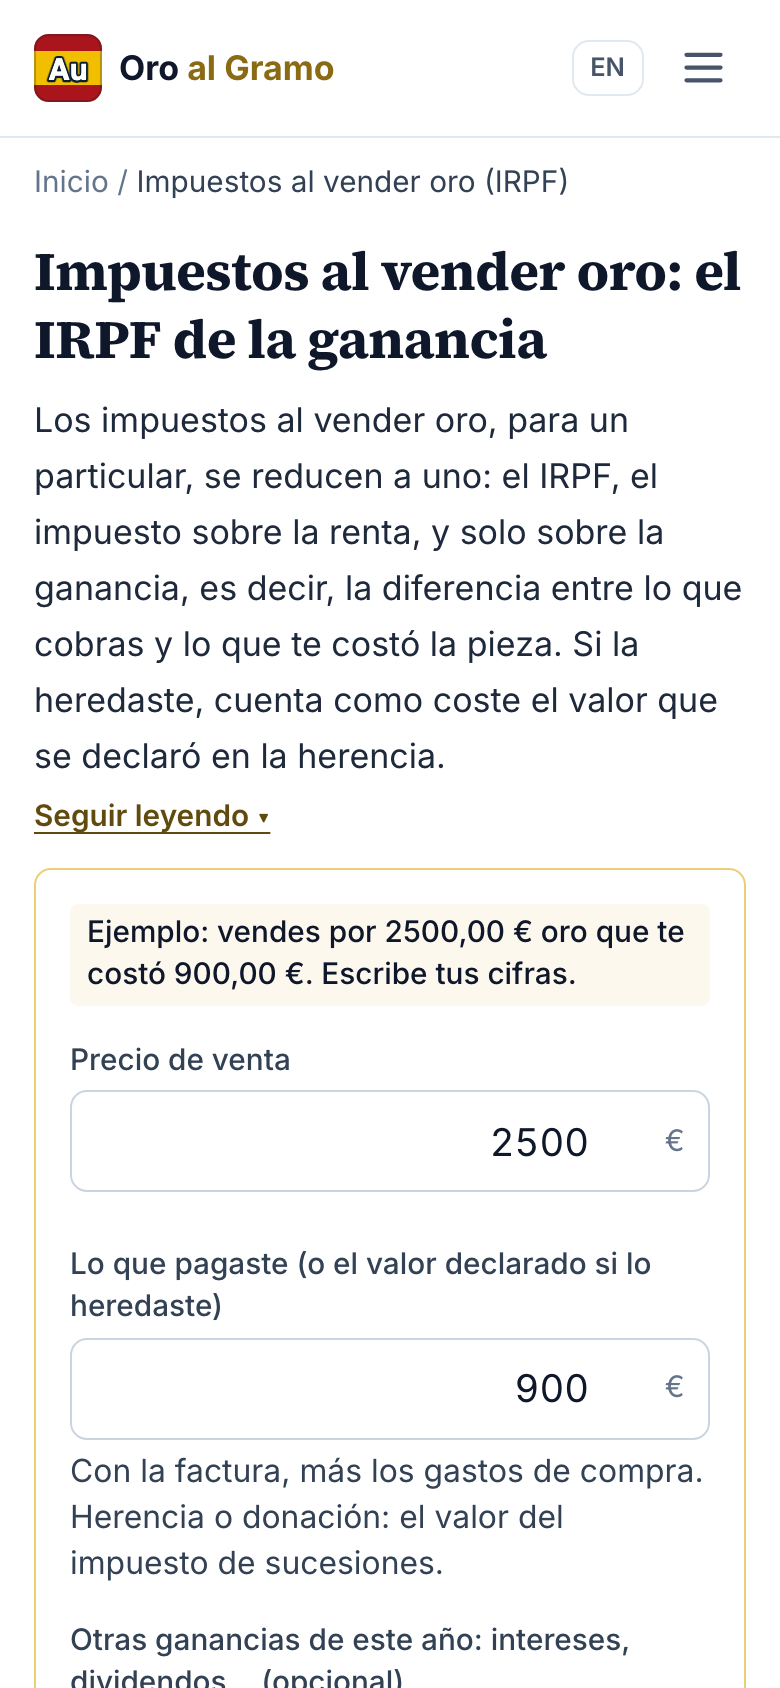 Au Oro al Gramo EN
Inicio / Impuestos al vender oro (IRPF)
Impuestos al vender oro: el
IRPF de la ganancia
Los impuestos al vender oro, para un
particular, se reducen a uno: el IRPF, el
impuesto sobre la renta, y solo sobre la
ganancia, es decir, la diferencia entre lo que
cobras y lo que te costó la pieza. Si la
heredaste, cuenta como coste el valor que
se declaró en la herencia.
Seguir leyendo ▾
Ejemplo: vendes por 2500,00 € oro que te
costó 900,00 €. Escribe tus cifras.
Precio de venta
2500 €
Lo que pagaste (o el valor declarado si lo
heredaste)
900 €
Con la factura, más los gastos de compra.
Herencia o donación: el valor del
impuesto de sucesiones.
Otras ganancias de este año: intereses,
dividendos... (opcional)